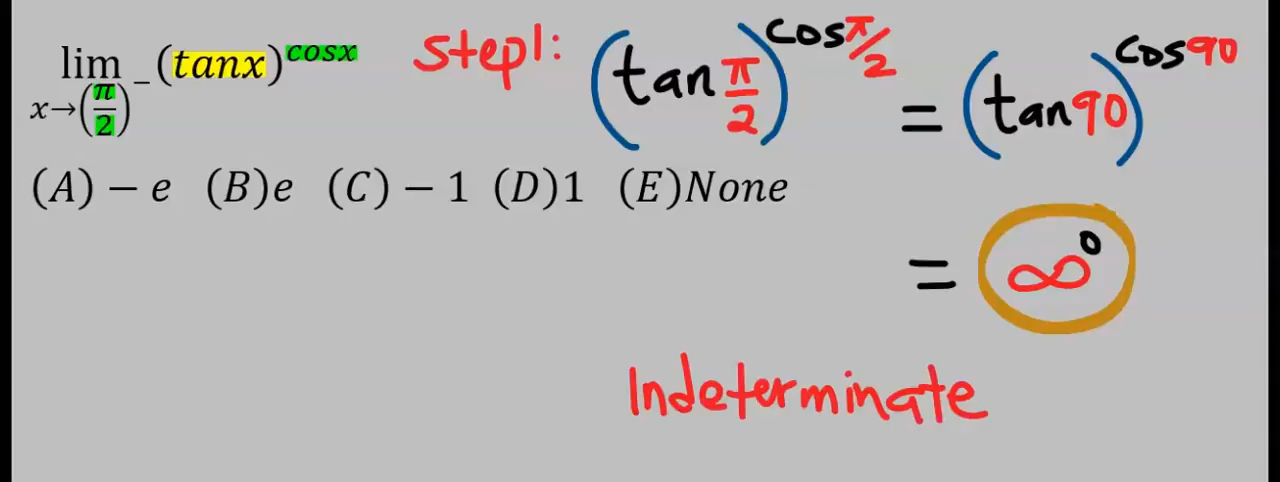 lim x→(π/2)⁻ (tanx)^cosx
Step1: (tan π/2)^cos π/2 = (tan 90)^cos 90
(A) − e (B)e (C) − 1 (D)1 (E)None
= ∞^0
Indeterminate